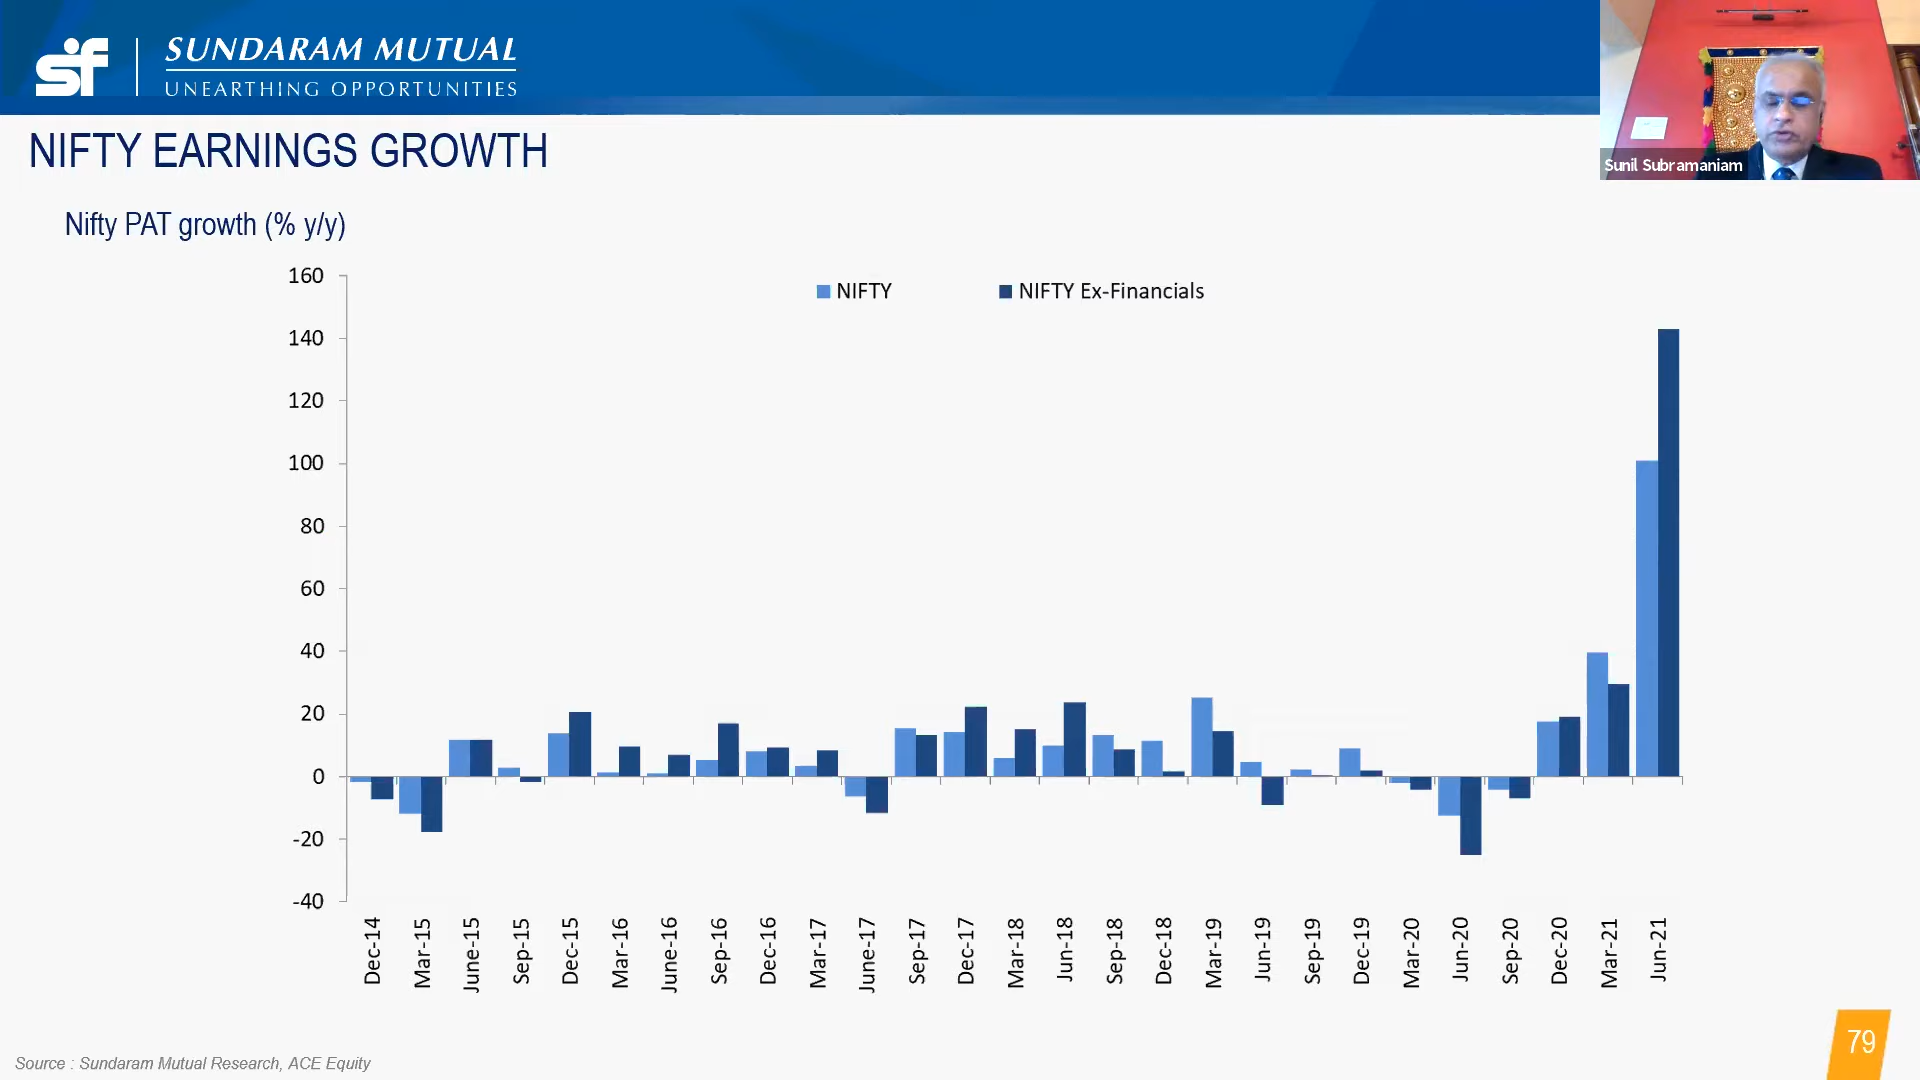 sf
SUNDARAM MUTUAL
UNEARTHING OPPORTUNITIES
Sunil Subramaniam
NIFTY EARNINGS GROWTH
Nifty PAT growth (% y/y)
NIFTY
NIFTY Ex-Financials
160
140
120
100
80
60
40
20
0
-20
-40
Dec-14
Mar-15
June-15
Sep-15
Dec-15
Mar-16
June-16
Sep-16
Dec-16
Mar-17
June-17
Sep-17
Dec-17
Mar-18
Jun-18
Sep-18
Dec-18
Mar-19
Jun-19
Sep-19
Dec-19
Mar-20
Jun-20
Sep-20
Dec-20
Mar-21
Jun-21
79
Source : Sundaram Mutual Research, ACE Equity